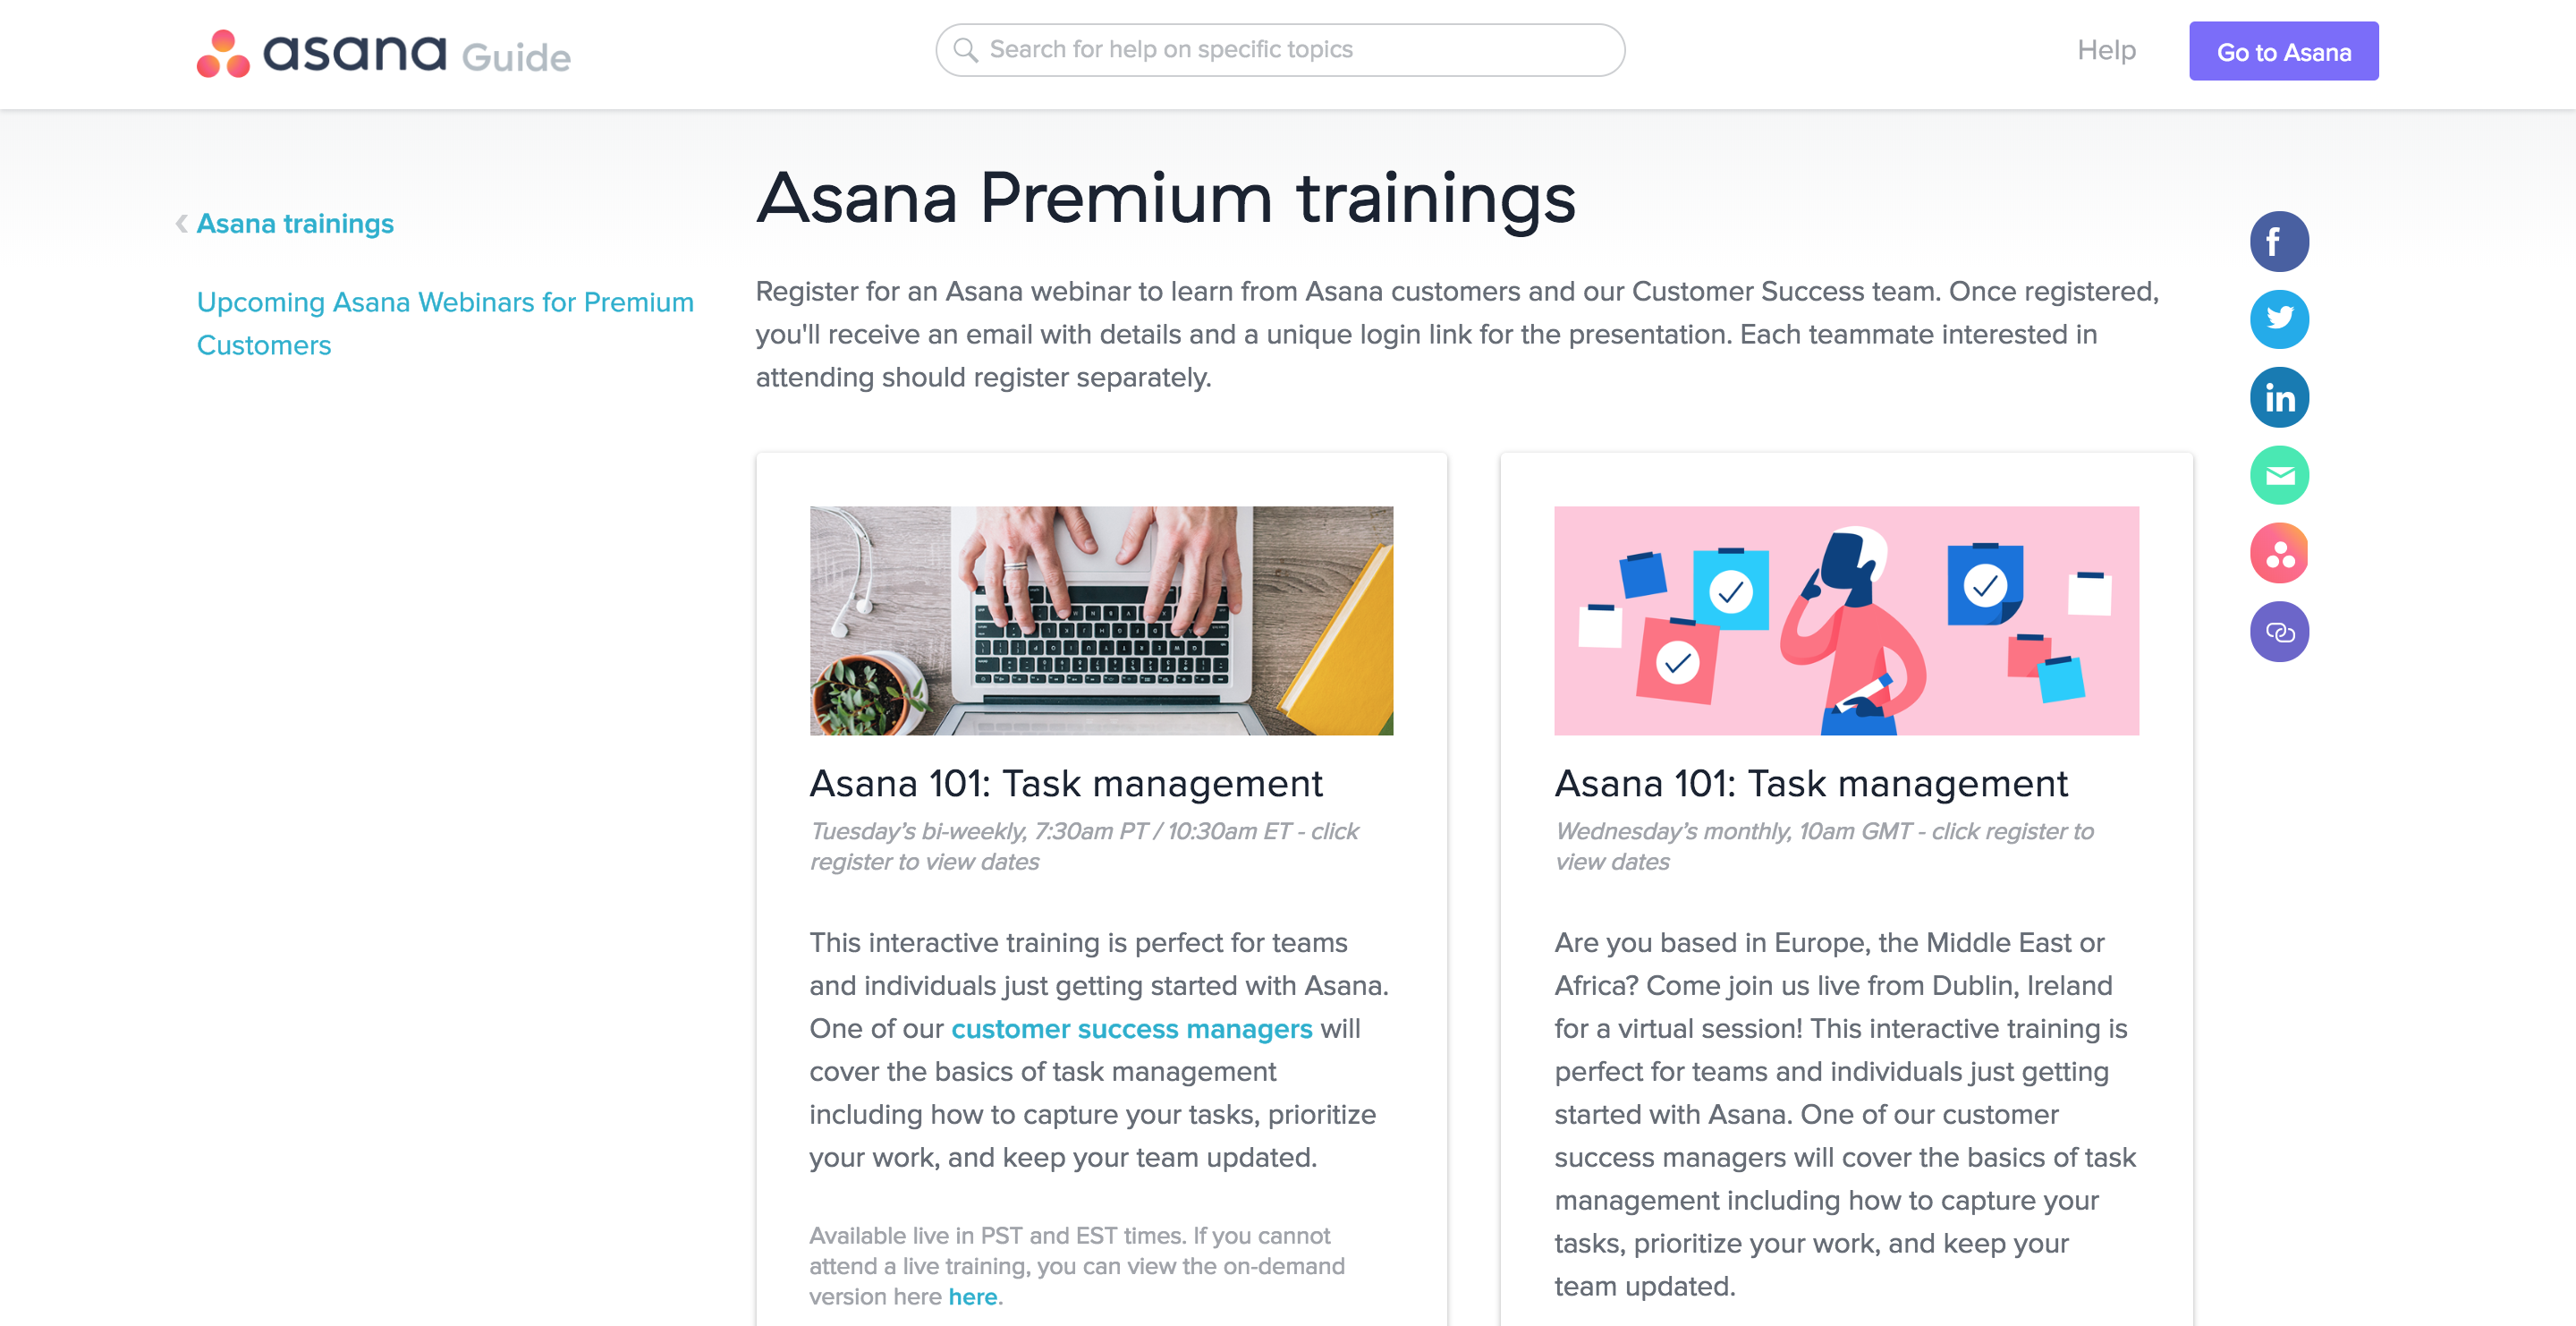 asana Guide
Search for help on specific topics
Help
Go to Asana
Asana trainings
Upcoming Asana Webinars for Premium
Customers
Asana Premium trainings
Register for an Asana webinar to learn from Asana customers and our Customer Success team. Once registered,
you'll receive an email with details and a unique login link for the presentation. Each teammate interested in
attending should register separately.
Asana 101: Task management
Tuesday’s bi-weekly, 7:30am PT / 10:30am ET - click
register to view dates
This interactive training is perfect for teams
and individuals just getting started with Asana.
One of our customer success managers will
cover the basics of task management
including how to capture your tasks, prioritize
your work, and keep your team updated.
Available live in PST and EST times. If you cannot
attend a live training, you can view the on-demand
version here here.
Asana 101: Task management
Wednesday’s monthly, 10am GMT - click register to
view dates
Are you based in Europe, the Middle East or
Africa? Come join us live from Dublin, Ireland
for a virtual session! This interactive training is
perfect for teams and individuals just getting
started with Asana. One of our customer
success managers will cover the basics of task
management including how to capture your
tasks, prioritize your work, and keep your
team updated.